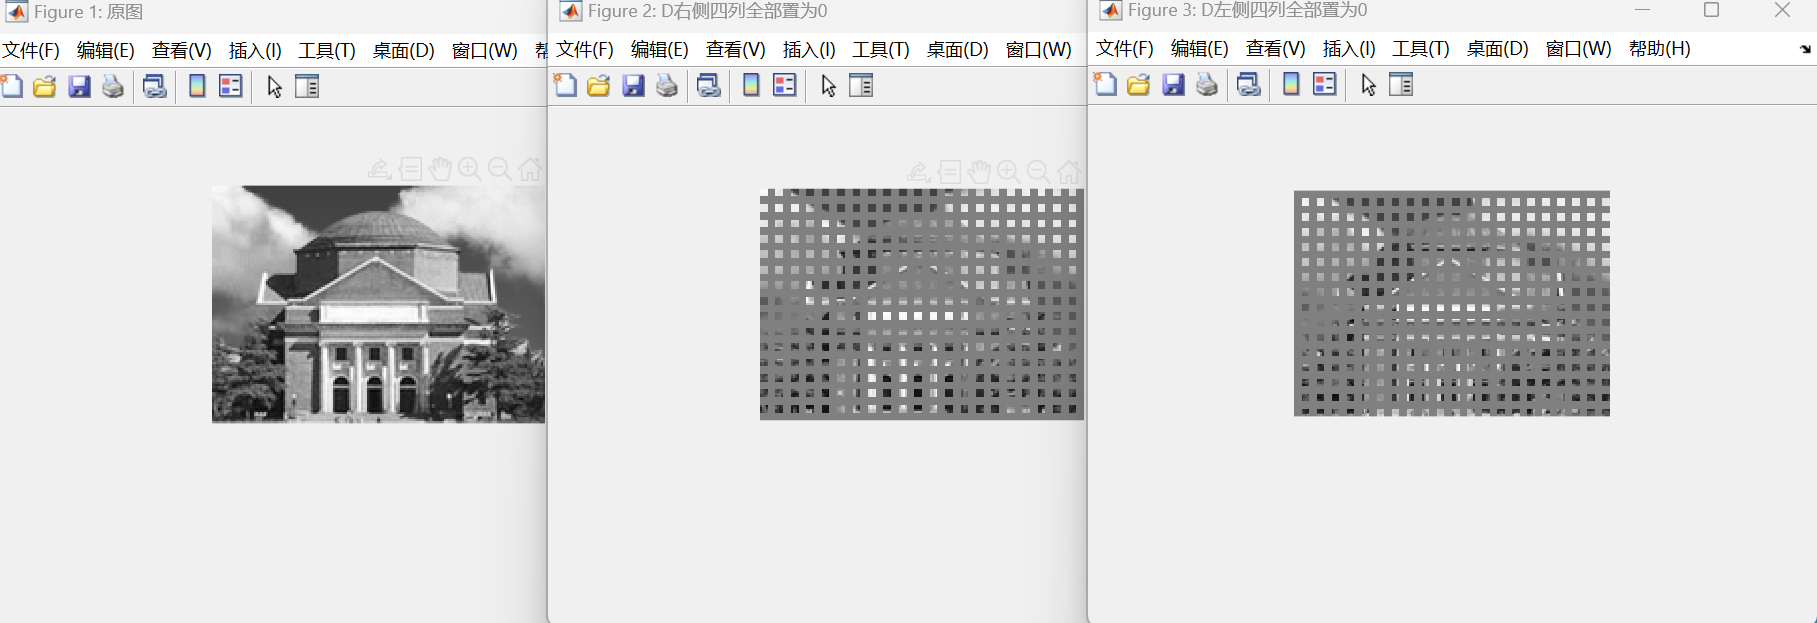 Figure 1: 原图
文件(F) 编辑(E) 查看(V) 插入(I) 工具(T) 桌面(D) 窗口(W) 帮
Figure 2: D右侧四列全部置为0
文件(F) 编辑(E) 查看(V) 插入(I) 工具(T) 桌面(D) 窗口(W)
Figure 3: D左侧四列全部置为0
文件(F) 编辑(E) 查看(V) 插入(I) 工具(T) 桌面(D) 窗口(W) 帮助(H)